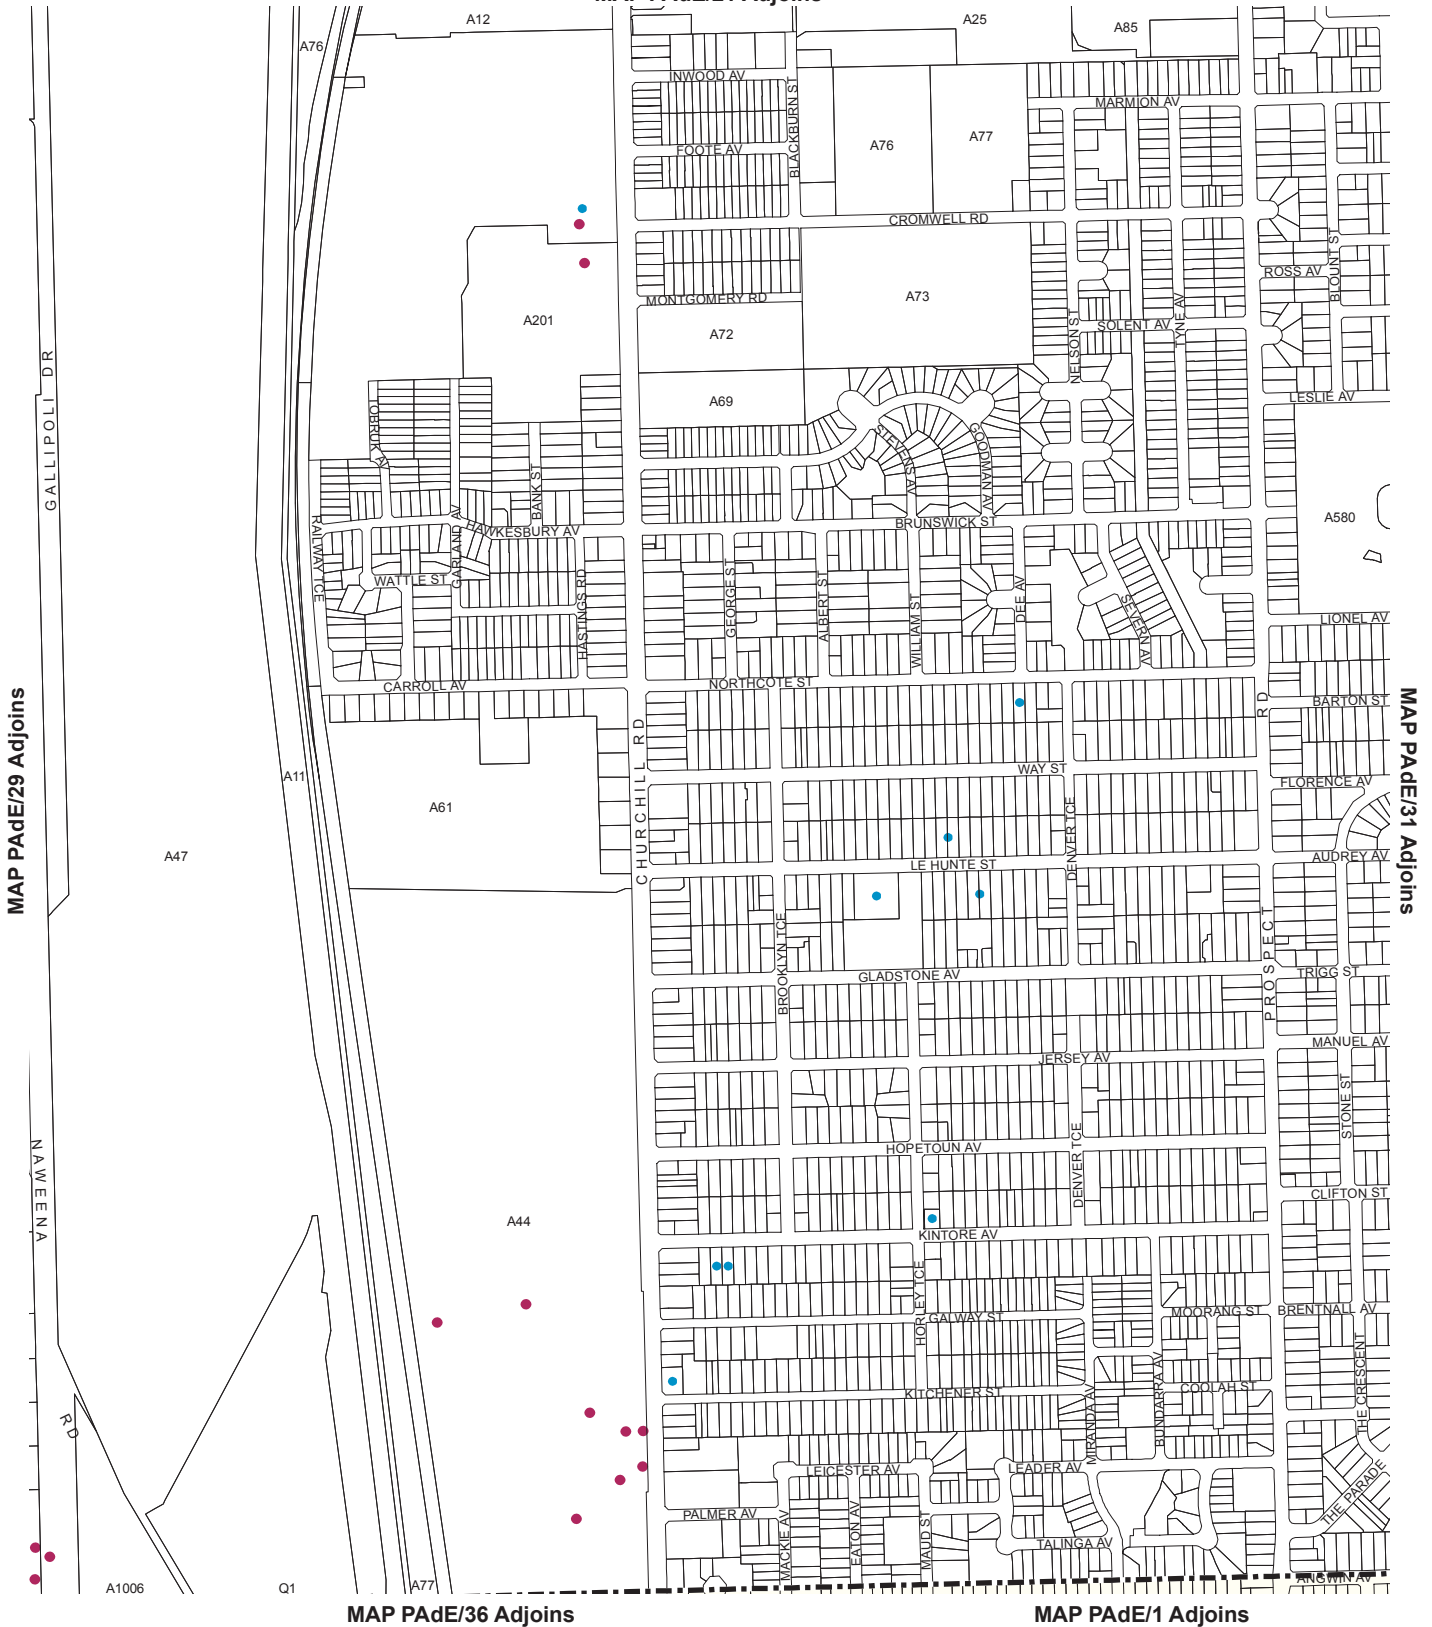 A12
A25
A85
A76
INWOOD AV
MARMION AV
BLACKBURN ST
A76
A77
FOOTE AV
CROMWELL RD
BLOUNT ST
ROSS AV
MONTGOMERY RD
A73
A201
A72
SOLENT AV
TYNE AV
NELSON ST
GALLIPOLI DR
A69
LESLIE AV
TOBRUK AV
STEVENS AV
GOODMAN AV
BANK ST
BRUNSWICK ST
A580
GARLAND AV
HAWKESBURY AV
RAILWAY TCE
WATTLE ST
HASTINGS RD
GEORGE ST
ALBERT ST
WILLIAM ST
DEE AV
SEVERN AV
LIONEL AV
CARROLL AV
NORTHCOTE ST
BARTON ST
CHURCHILL RD
PROSPECT RD
WAY ST
A11
FLORENCE AV
A61
DENVER TCE
A47
LE HUNTE ST
AUDREY AV
MAP PAdE/29 Adjoins
MAP PAdE/31 Adjoins
BROOKLYN TCE
GLADSTONE AV
TRIGG ST
MANUEL AV
JERSEY AV
STONE ST
NAWEENA RD
HOPETOUN AV
DENVER TCE
CLIFTON ST
A44
KINTORE AV
HORLEY TCE
GALWAY ST
MOORANG ST
BRENTNALL AV
THE CRESCENT
KITCHENER ST
COOLAH ST
MIRANDA AV
BUNDARRA AV
LEICESTER AV
LEADER AV
THE PARADE
PALMER AV
MACKIE AV
EATON AV
MAUD ST
TALINGA AV
ANGWIN AV
A1006
Q1
A77
MAP PAdE/36 Adjoins
MAP PAdE/1 Adjoins